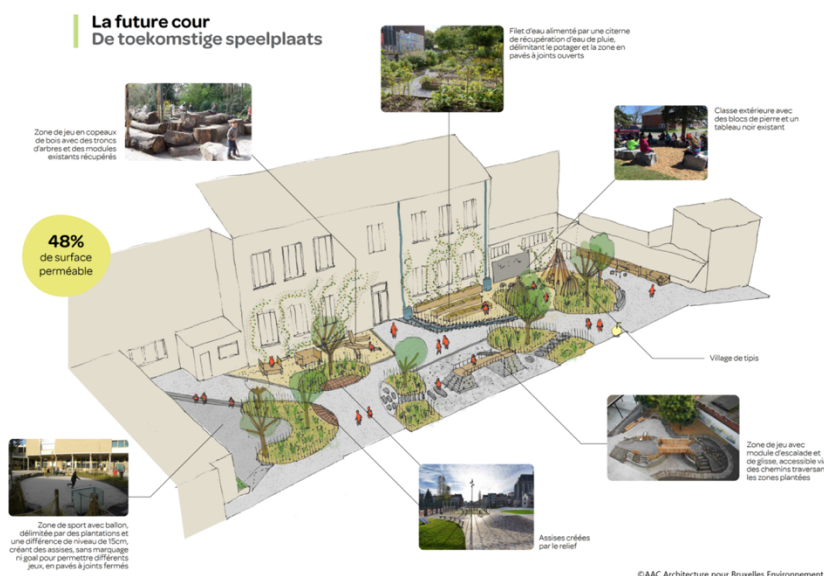 La future cour
De toekomstige speelplaats
Filet d'eau alimenté par une citerne
de récupération d'eau de pluie,
délimitant le potager et la zone en
pavés à joints ouverts
Classe extérieure avec
des blocs de pierre et un
tableau noir existant
Zone de jeu en copeaux
de bois avec des troncs
d'arbres et des modules
existants récupérés
48%
de surface
perméable
Village de tipis
Zone de jeu avec
module d'escalade et
de glisse, accessible via
des chemins traversant
les zones plantées
Assises créées
par le relief
Zone de sport avec ballon,
délimitée par des plantations et
une différence de niveau de 15cm,
créant des assises, sans marquage
ni goal pour permettre différents
jeux, en pavés à joints fermés
©AAC Architecture pour Bruxelles Environnement